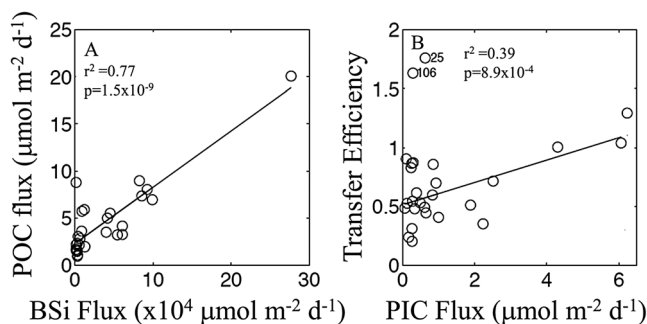 A
r² =0.77
p=1.5x10⁻⁹
25
20
15
10
5
0
0 10 20 30
POC flux (µmol m⁻² d⁻¹)
BSi Flux (x10⁴ µmol m⁻² d⁻¹)
B
25
106
r² =0.39
p=8.9x10⁻⁴
2
1.5
1
0.5
0
0 2 4 6
Transfer Efficiency
PIC Flux (µmol m⁻² d⁻¹)